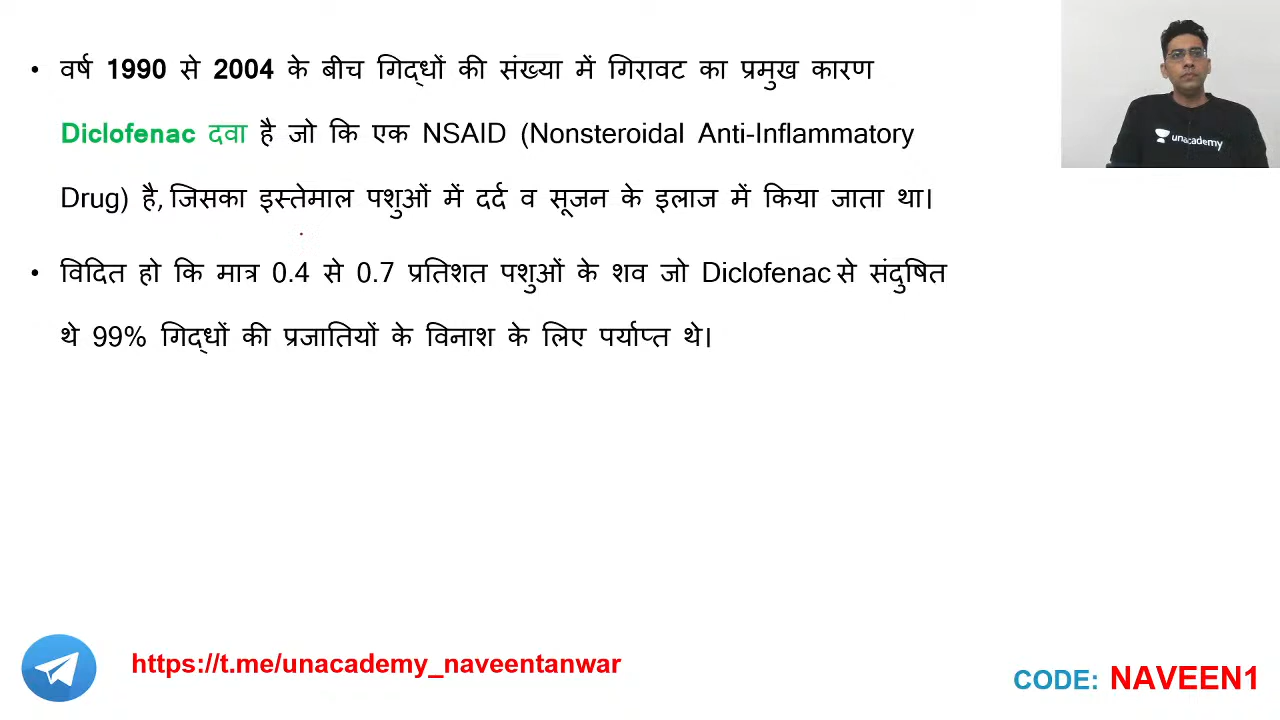 • वर्ष 1990 से 2004 के बीच गिद्धों की संख्या में गिरावट का प्रमुख कारण
Diclofenac दवा है जो कि एक NSAID (Nonsteroidal Anti-Inflammatory
Drug) है, जिसका इस्तेमाल पशुओं में दर्द व सूजन के इलाज में किया जाता था।
• विदित हो कि मात्र 0.4 से 0.7 प्रतिशत पशुओं के शव जो Diclofenac से संदुषित
थे 99% गिद्धों की प्रजातियों के विनाश के लिए पर्याप्त थे।
unacademy
https://t.me/unacademy_naveentanwar
CODE: NAVEEN1